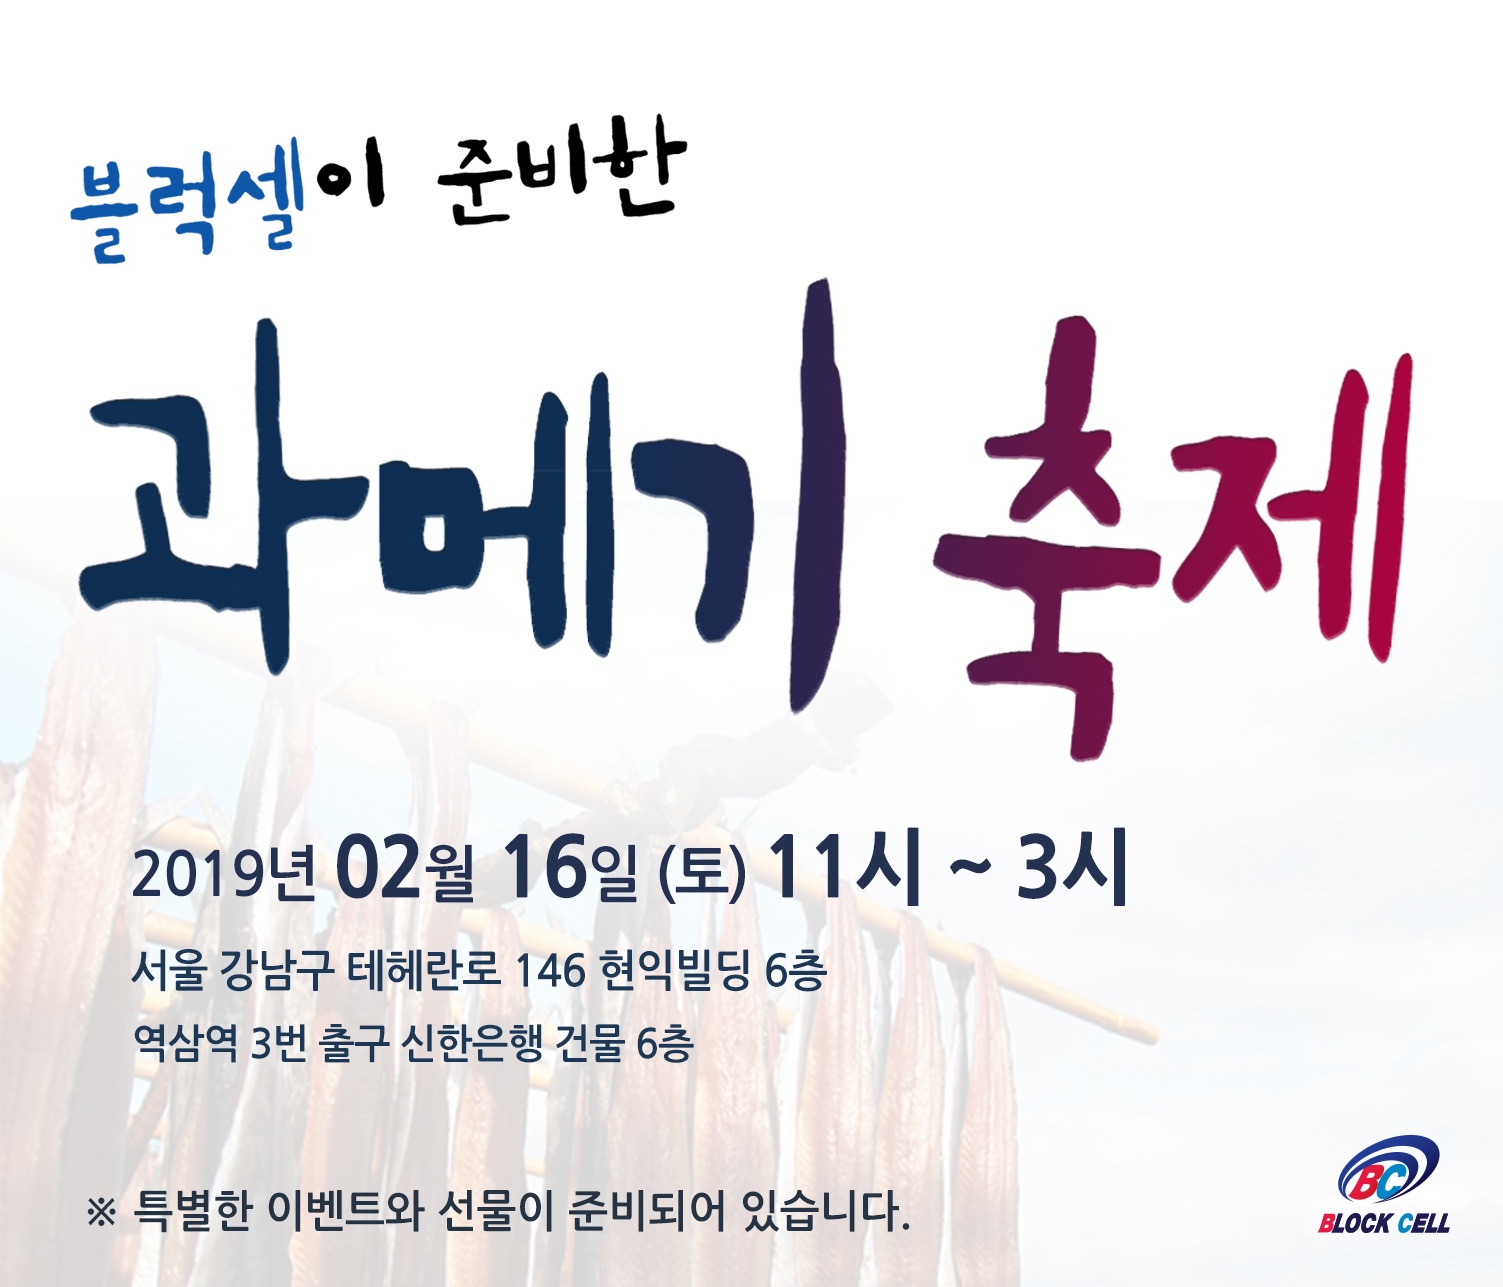 블럭셀이 준비한
과메기 축제
2019년 02월 16일 (토) 11시 ~ 3시
서울 강남구 테헤란로 146 현익빌딩 6층
역삼역 3번 출구 신한은행 건물 6층
※ 특별한 이벤트와 선물이 준비되어 있습니다.
BC
BLOCK CELL